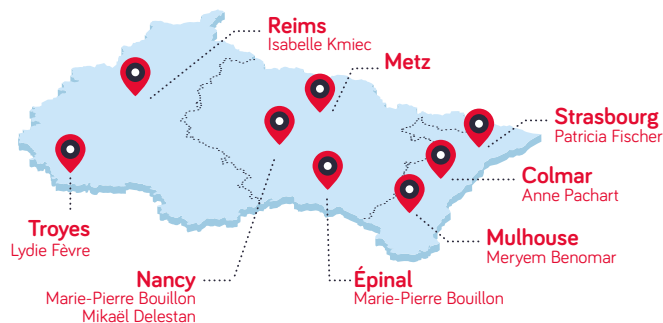 Reims
Isabelle Kmiec
Metz
Strasbourg
Patricia Fischer
Colmar
Anne Pachart
Troyes
Lydie Fèvre
Mulhouse
Meryem Benomar
Nancy
Marie-Pierre Bouillon
Mikaël Delestan
Épinal
Marie-Pierre Bouillon